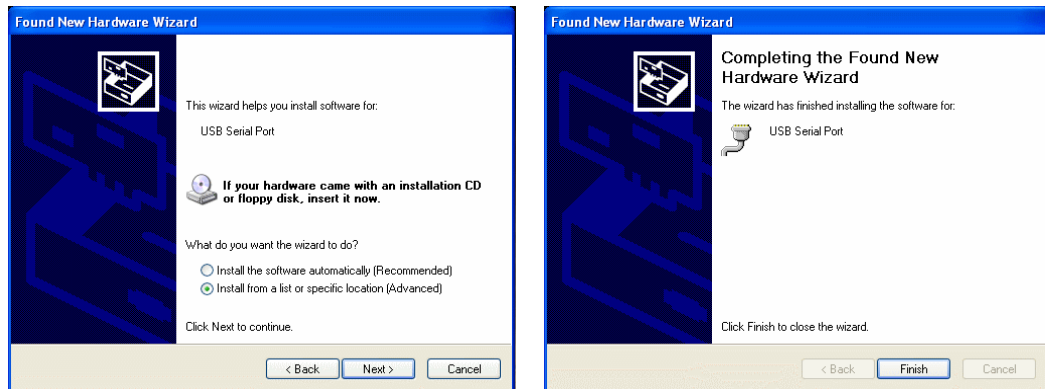 Found New Hardware Wizard
This wizard helps you install software for:
USB Serial Port
If your hardware came with an installation CD
or floppy disk, insert it now.
What do you want the wizard to do?
Install the software automatically (Recommended)
Install from a list or specific location (Advanced)
Click Next to continue.
< Back
Next >
Cancel
Found New Hardware Wizard
Completing the Found New
Hardware Wizard
The wizard has finished installing the software for:
USB Serial Port
Click Finish to close the wizard.
< Back
Finish
Cancel